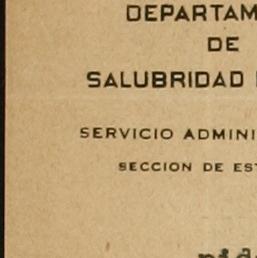 DEPARTAM
DE
SALUBRIDAD
SERVICIO ADMINI
SECCION DE ES